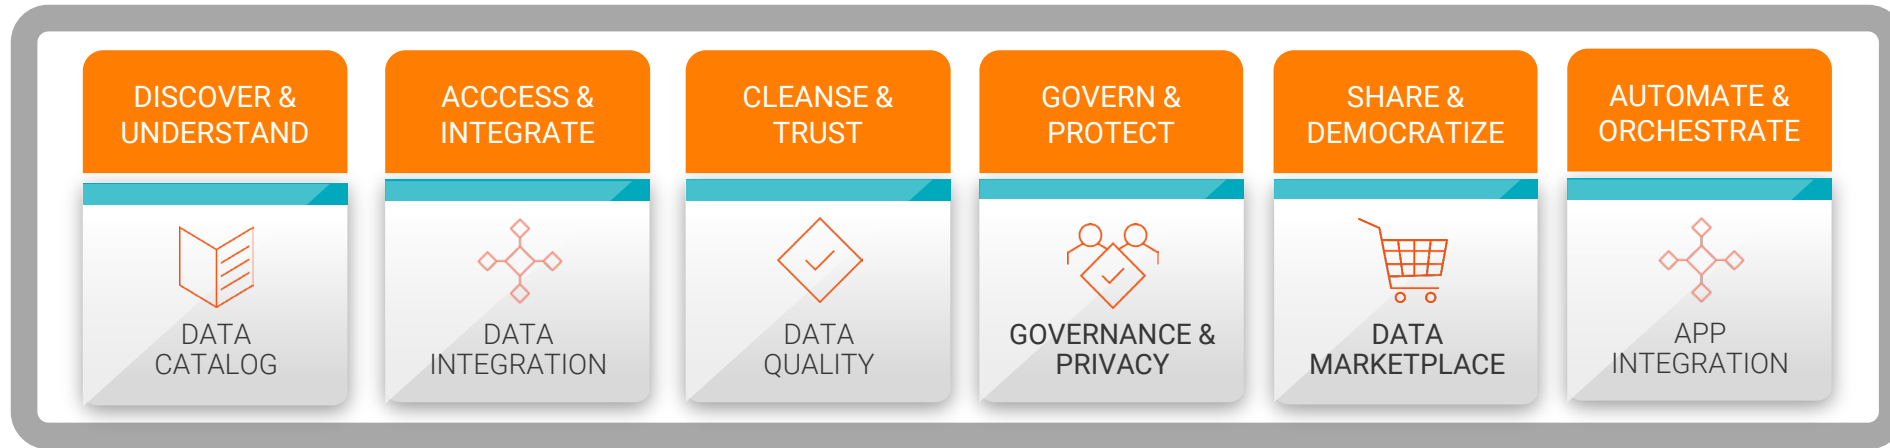 DISCOVER &
UNDERSTAND
DATA
CATALOG
ACCCESS &
INTEGRATE
DATA
INTEGRATION
CLEANSE &
TRUST
DATA
QUALITY
GOVERN &
PROTECT
GOVERNANCE &
PRIVACY
SHARE &
DEMOCRATIZE
DATA
MARKETPLACE
AUTOMATE &
ORCHESTRATE
APP
INTEGRATION